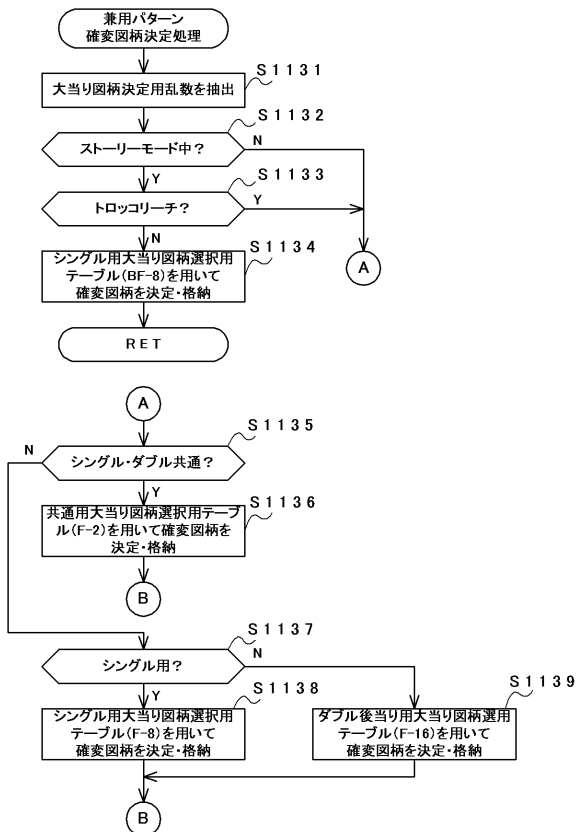 兼用パターン
確変図柄決定処理
S1131
大当り図柄決定用乱数を抽出
S1132
ストーリーモード中？
N
Y
S1133
トロッコリーチ？
Y
N
S1134
シングル用大当り図柄選択用
テーブル(BF-8)を用いて
確変図柄を決定・格納
A
RET
A
S1135
N
シングル・ダブル共通？
Y
S1136
共通用大当り図柄選択用テーブ
ル(F-2)を用いて確変図柄を
決定・格納
B
S1137
シングル用？
N
Y
S1138
シングル用大当り図柄選択用
テーブル(F-8)を用いて
確変図柄を決定・格納
S1139
ダブル後当り用大当り図柄選用
テーブル(F-16)を用いて
確変図柄を決定・格納
B